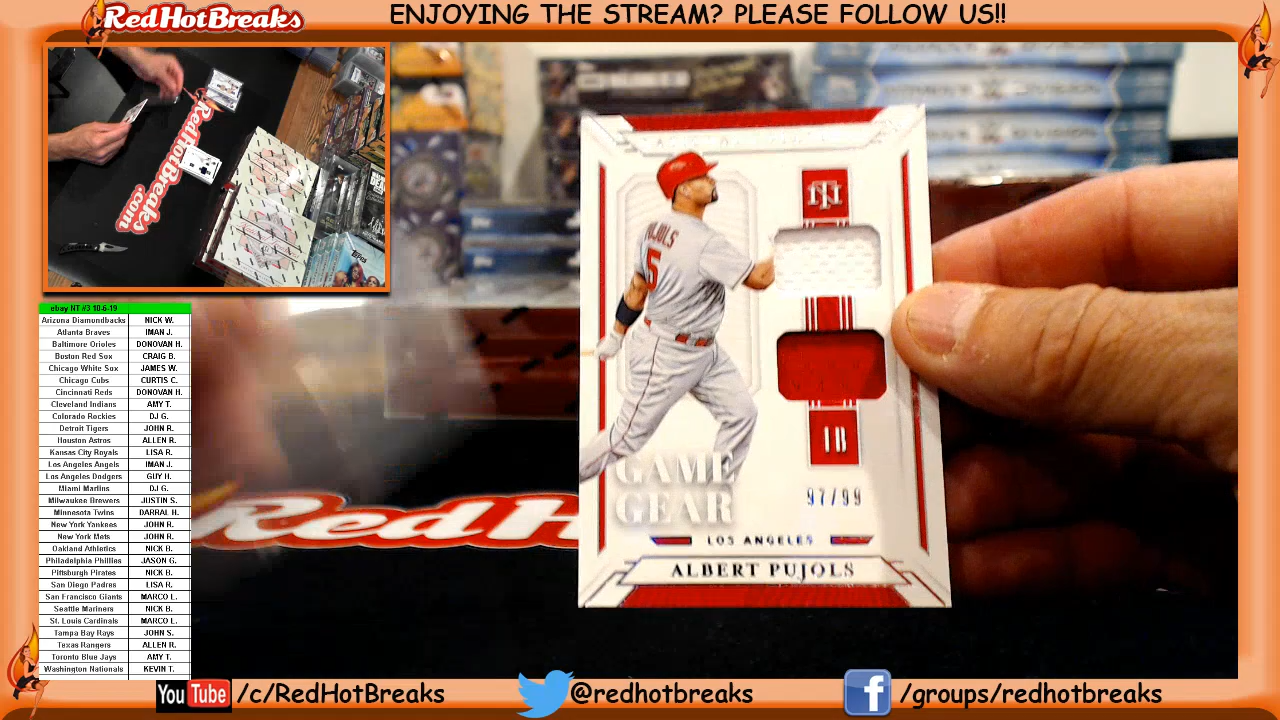 RedHotBreaks
ENJOYING THE STREAM? PLEASE FOLLOW US!!
RedHotBreaks
.com
ebay NT #3 10-6-19
Arizona Diamondbacks NICK W.
Atlanta Braves IMAN J.
Baltimore Orioles DONOVAN H.
Boston Red Sox CRAIG B.
Chicago White Sox JAMES W.
Chicago Cubs CURTIS C.
Cincinnati Reds DONOVAN H.
Cleveland Indians AMY T.
Colorado Rockies DJ G.
Detroit Tigers JOHN R.
Houston Astros ALLEN R.
Kansas City Royals LISA R.
Los Angeles Angels IMAN J.
Los Angeles Dodgers GUY H.
Miami Marlins DJ G.
Milwaukee Brewers JUSTIN S.
Minnesota Twins DARRAL H.
New York Yankees JOHN R.
New York Mets JOHN R.
Oakland Athletics NICK B.
Philadelphia Phillies JASON G.
Pittsburgh Pirates NICK B.
San Diego Padres LISA R.
San Francisco Giants MARCO L.
Seattle Mariners NICK B.
St. Louis Cardinals MARCO L.
Tampa Bay Rays JOHN S.
Texas Rangers ALLEN R.
Toronto Blue Jays AMY T.
Washington Nationals KEVIN T.
PUJOLS
5
NT
1B
GAME
GEAR
97/99
LOS ANGELES
ALBERT PUJOLS
Red H
YouTube /c/RedHotBreaks
@redhotbreaks
f /groups/redhotbreaks